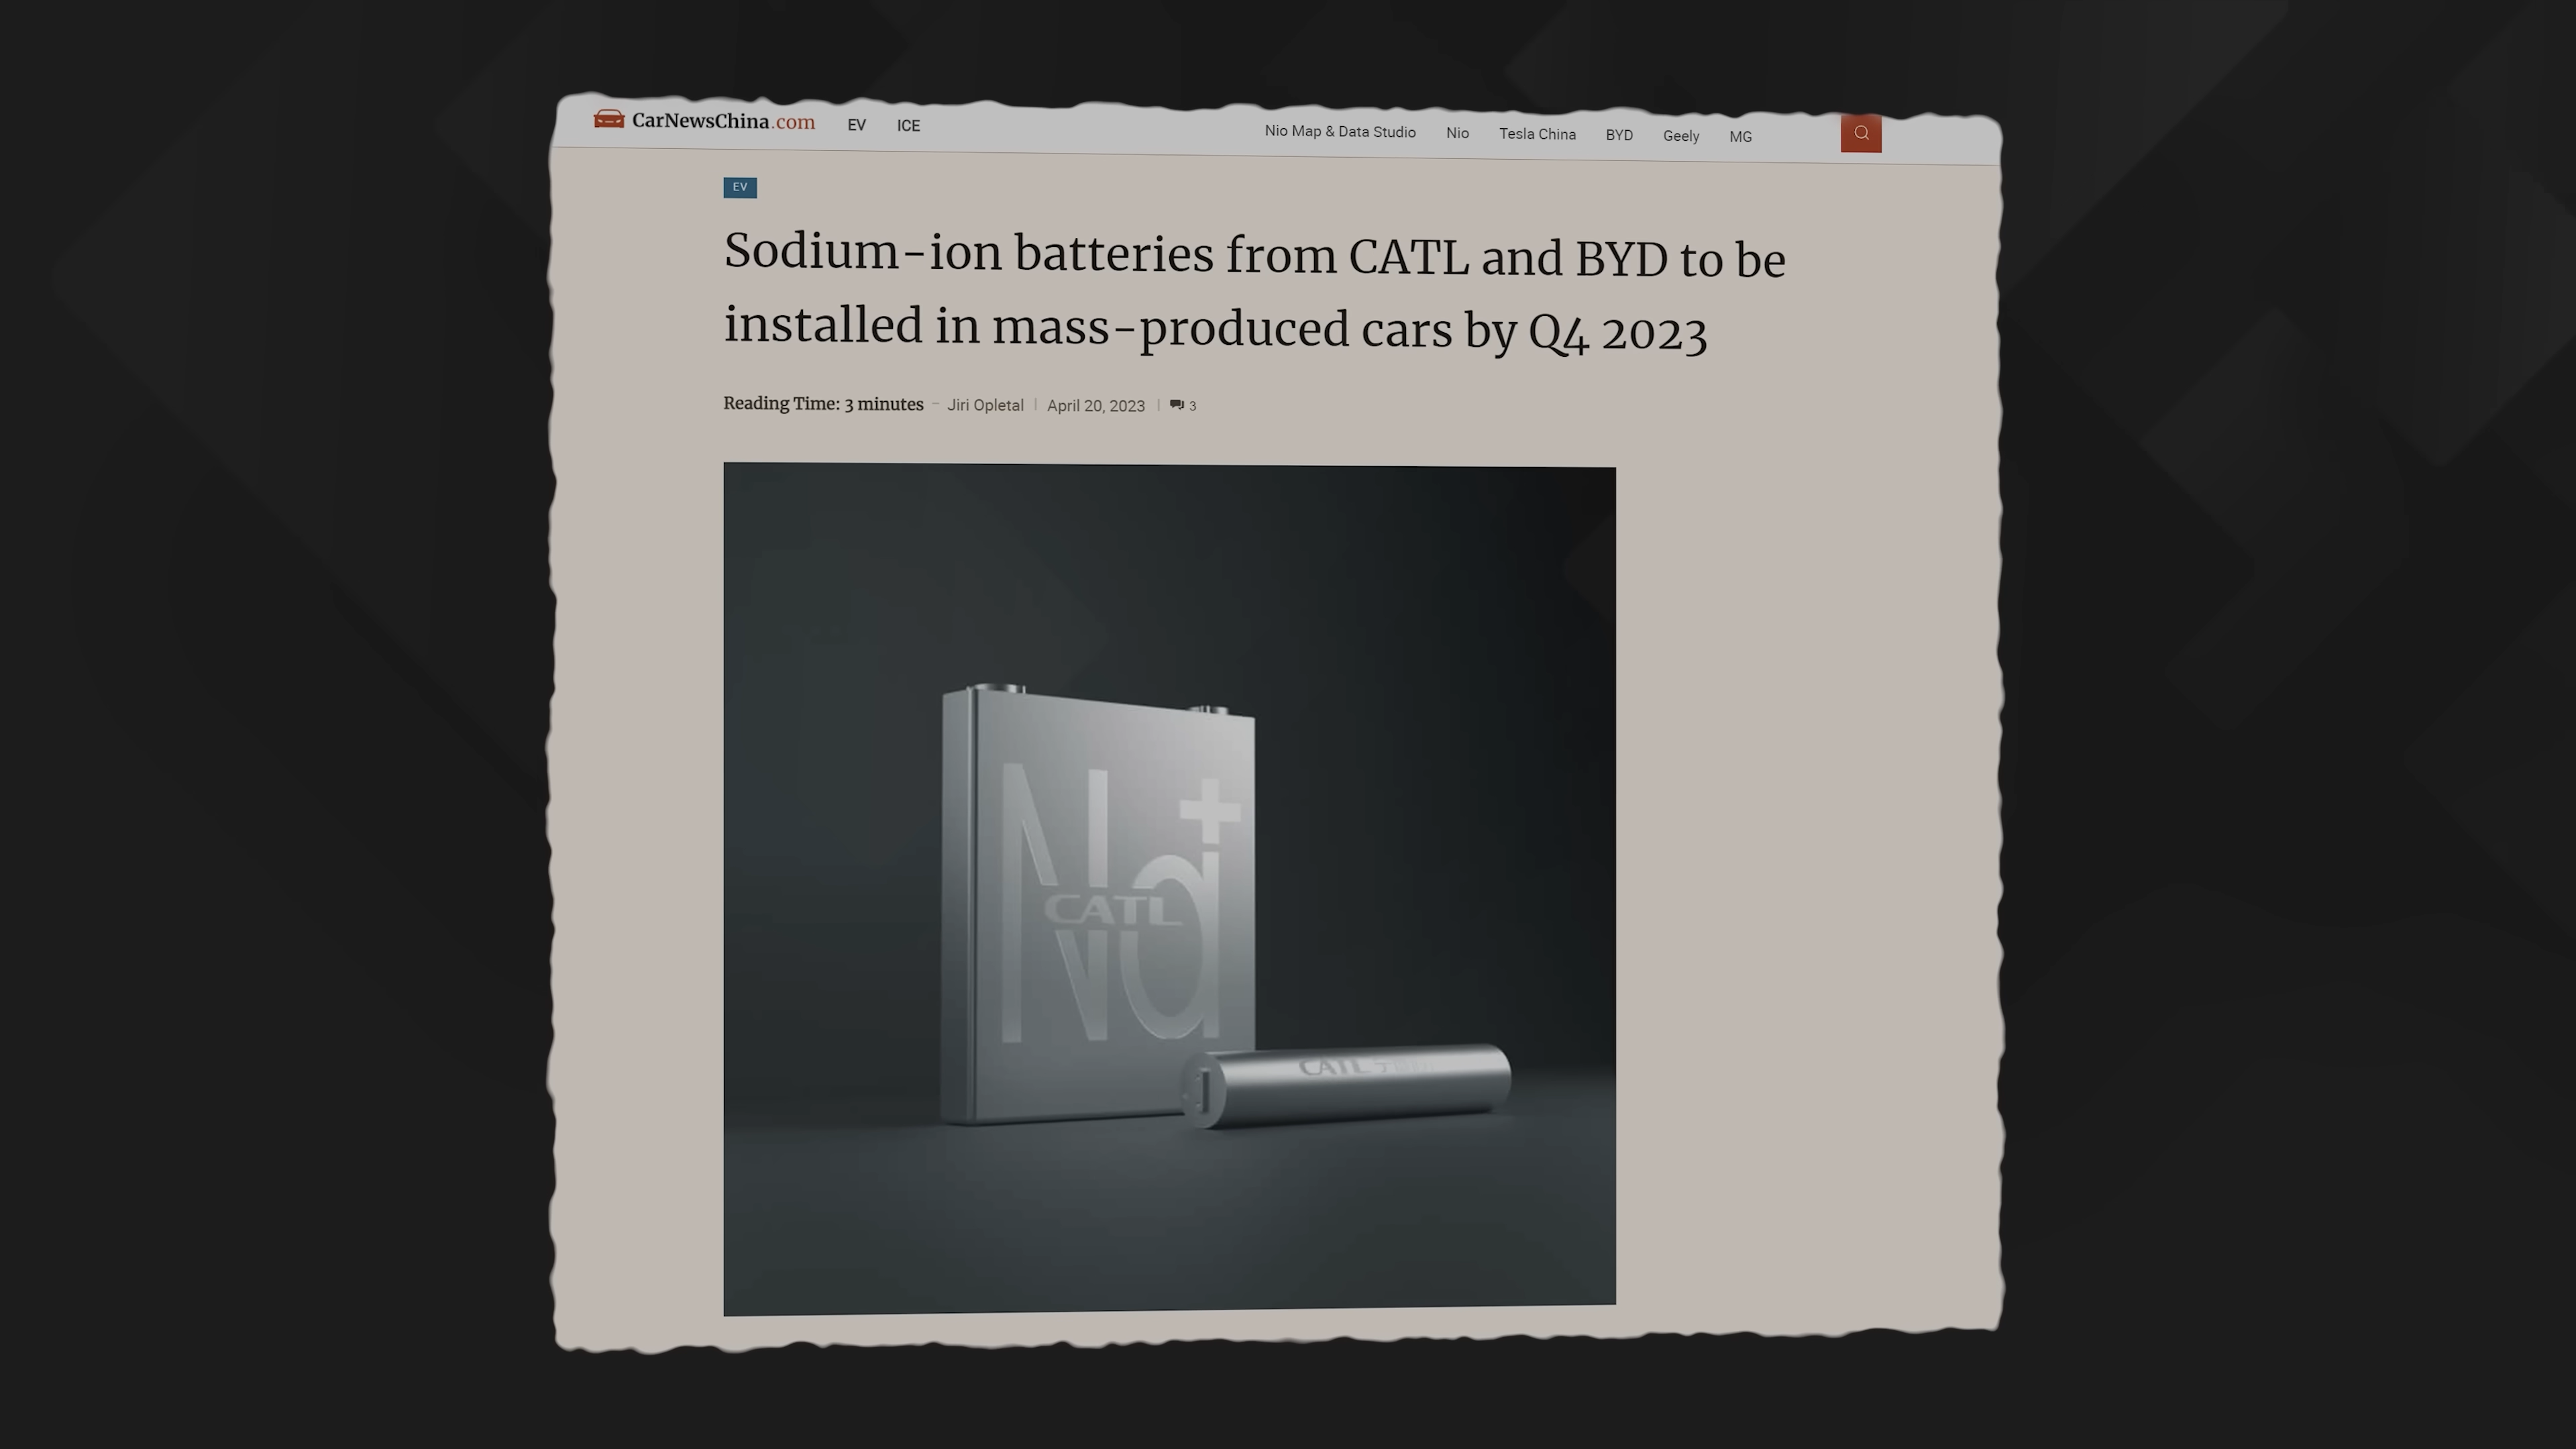 CarNewsChina.com EV ICE Nio Map & Data Studio Nio Tesla China BYD Geely MG
EV
Sodium-ion batteries from CATL and BYD to be
installed in mass-produced cars by Q4 2023
Reading Time: 3 minutes – Jiri Opletal | April 20, 2023 | 3
Na+
CATL
CATL